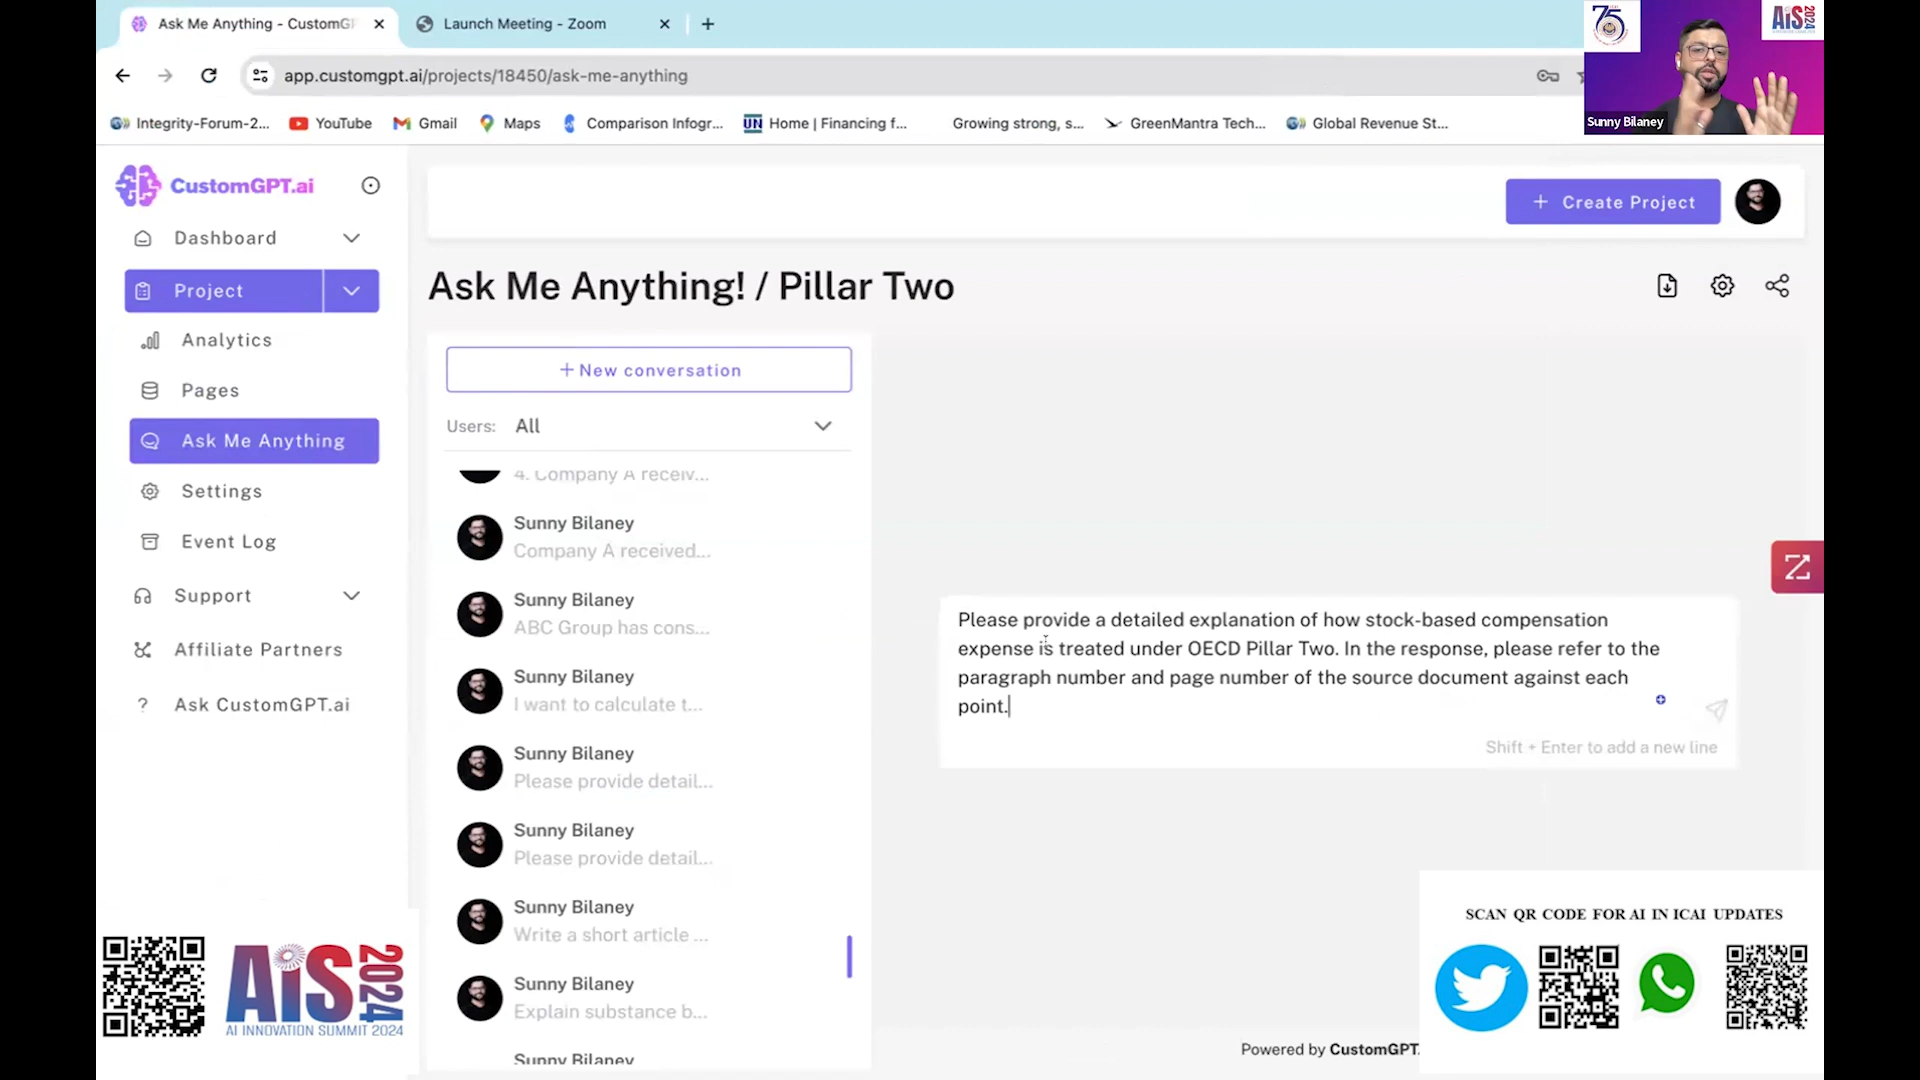 Ask Me Anything - CustomGP
Launch Meeting - Zoom
app.customgpt.ai/projects/18450/ask-me-anything
Integrity-Forum-2...
YouTube
Gmail
Maps
Comparison Infogr...
UN
Home | Financing f...
Growing strong, s...
GreenMantra Tech...
Global Revenue St...
75
AiS 2024
Sunny Bilaney
CustomGPT.ai
Dashboard
Project
Analytics
Pages
Ask Me Anything
Settings
Event Log
Support
Affiliate Partners
? Ask CustomGPT.ai
+ Create Project
Ask Me Anything! / Pillar Two
+ New conversation
Users: All
4. Company A receiv...
Sunny Bilaney
Company A received...
Sunny Bilaney
ABC Group has cons...
Sunny Bilaney
I want to calculate t...
Sunny Bilaney
Please provide detail...
Sunny Bilaney
Please provide detail...
Sunny Bilaney
Write a short article ...
Sunny Bilaney
Explain substance b...
Sunny Bilaney
Please provide a detailed explanation of how stock-based compensation
expense is treated under OECD Pillar Two. In the response, please refer to the
paragraph number and page number of the source document against each
point.
Shift + Enter to add a new line
Powered by CustomGPT.
AiS 2024
AI INNOVATION SUMMIT 2024
SCAN QR CODE FOR AI IN ICAI UPDATES